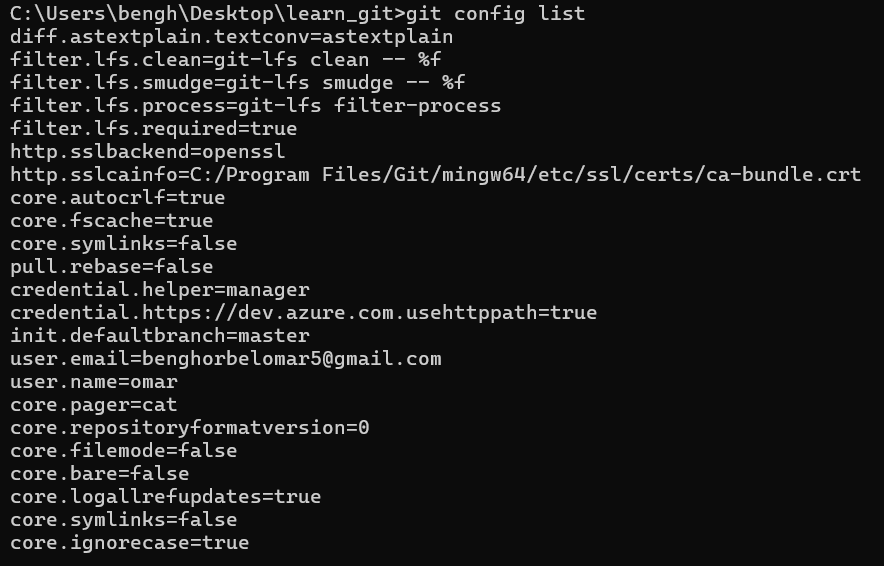 C:\Users\bengh\Desktop\learn_git>git config list
diff.astextplain.textconv=astextplain
filter.lfs.clean=git-lfs clean -- %f
filter.lfs.smudge=git-lfs smudge -- %f
filter.lfs.process=git-lfs filter-process
filter.lfs.required=true
http.sslbackend=openssl
http.sslcainfo=C:/Program Files/Git/mingw64/etc/ssl/certs/ca-bundle.crt
core.autocrlf=true
core.fscache=true
core.symlinks=false
pull.rebase=false
credential.helper=manager
credential.https://dev.azure.com.usehttppath=true
init.defaultbranch=master
user.email=benghorbelomar5@gmail.com
user.name=omar
core.pager=cat
core.repositoryformatversion=0
core.filemode=false
core.bare=false
core.logallrefupdates=true
core.symlinks=false
core.ignorecase=true